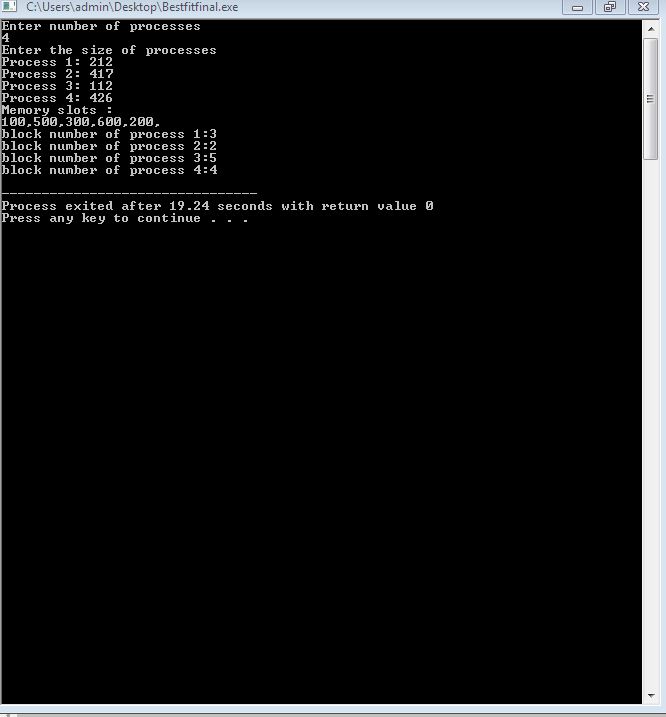 C:\Users\admin\Desktop\Bestfitfinal.exe
Enter number of processes
4
Enter the size of processes
Process 1: 212
Process 2: 417
Process 3: 112
Process 4: 426
Memory slots :
100,500,300,600,200,
block number of process 1:3
block number of process 2:2
block number of process 3:5
block number of process 4:4
--------------------------------
Process exited after 19.24 seconds with return value 0
Press any key to continue . . .